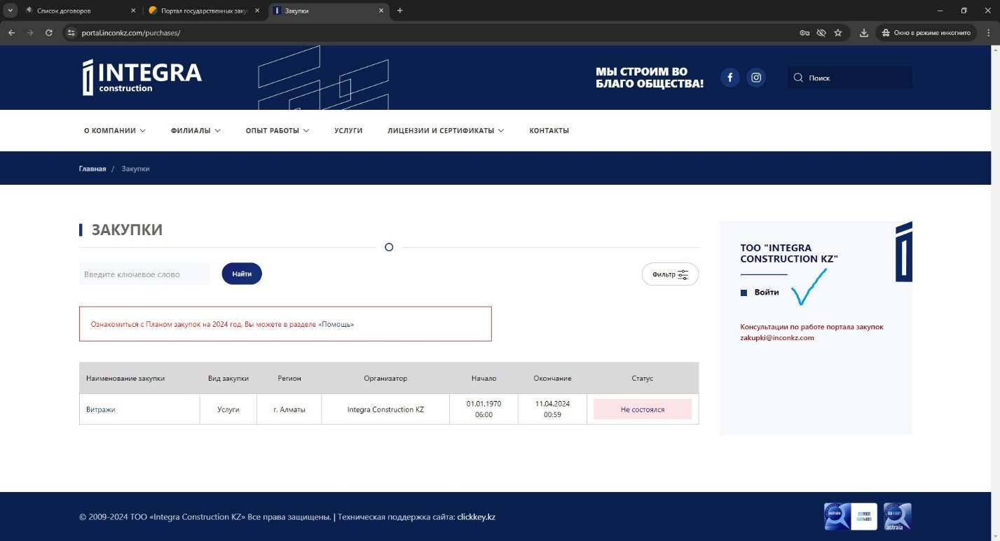 Список договоров
Портал государственных заку
Закупки
portal.inconkz.com/purchases/
Окно в режиме инкогнито
INTEGRA
construction
МЫ СТРОИМ ВО
БЛАГО ОБЩЕСТВА!
Поиск
О КОМПАНИИ
ФИЛИАЛЫ
ОПЫТ РАБОТЫ
УСЛУГИ
ЛИЦЕНЗИИ И СЕРТИФИКАТЫ
КОНТАКТЫ
Главная / Закупки
ЗАКУПКИ
Введите ключевое слово
Найти
Фильтр
Ознакомиться с Планом закупок на 2024 год, Вы можете в разделе «Помощь»
Наименование закупки Вид закупки Регион Организатор Начало Окончание Статус
Витражи Услуги г. Алматы Integra Construction KZ 01.01.1970 06:00 11.04.2024 00:59 Не состоялся
ТОО "INTEGRA
CONSTRUCTION KZ"
Войти
Консультации по работе портала закупок
zakupki@inconkz.com
© 2009-2024 ТОО «Integra Construction KZ» Все права защищены. | Техническая поддержка сайта: clickkey.kz
astraia
ISO9001
ISO14001
astraia